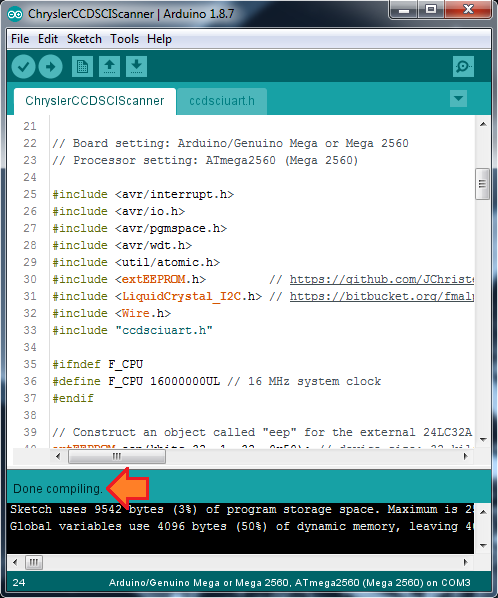 ChryslerCCDSCIScanner | Arduino 1.8.7
File Edit Sketch Tools Help
ChryslerCCDSCIScanner ccdsciuart.h
21
22 // Board setting: Arduino/Genuino Mega or Mega 2560
23 // Processor setting: ATmega2560 (Mega 2560)
24
25 #include <avr/interrupt.h>
26 #include <avr/io.h>
27 #include <avr/pgmspace.h>
28 #include <avr/wdt.h>
29 #include <util/atomic.h>
30 #include <extEEPROM.h> // https://github.com/JChriste
31 #include <LiquidCrystal_I2C.h> // https://bitbucket.org/fmalp
32 #include <Wire.h>
33 #include "ccdsciuart.h"
34
35 #ifndef F_CPU
36 #define F_CPU 16000000UL // 16 MHz system clock
37 #endif
38
39 // Construct an object called "eep" for the external 24LC32A
Done compiling.
Sketch uses 9542 bytes (3%) of program storage space. Maximum is 25
Global variables use 4096 bytes (50%) of dynamic memory, leaving 40
24 Arduino/Genuino Mega or Mega 2560, ATmega2560 (Mega 2560) on COM3